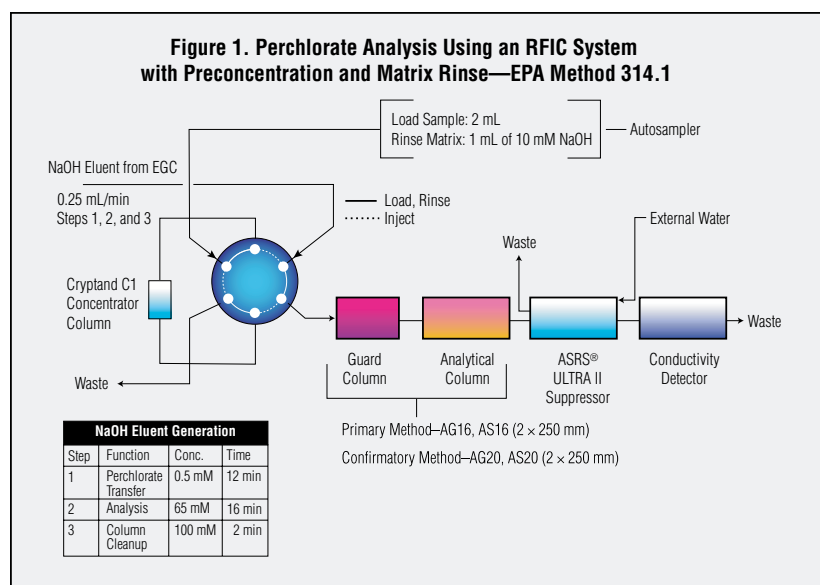 Figure 1. Perchlorate Analysis Using an RFIC System
with Preconcentration and Matrix Rinse—EPA Method 314.1
Load Sample: 2 mL
Rinse Matrix: 1 mL of 10 mM NaOH
Autosampler
NaOH Eluent from EGC
0.25 mL/min
Steps 1, 2, and 3
Load, Rinse
Inject
External Water
Waste
Cryptand C1
Concentrator
Column
Waste
Waste
Guard
Column
Analytical
Column
ASRS®
ULTRA II
Suppressor
Conductivity
Detector
Primary Method–AG16, AS16 (2 × 250 mm)
Confirmatory Method–AG20, AS20 (2 × 250 mm)
NaOH Eluent Generation
Step Function Conc. Time
1 Perchlorate Transfer 0.5 mM 12 min
2 Analysis 65 mM 16 min
3 Column Cleanup 100 mM 2 min